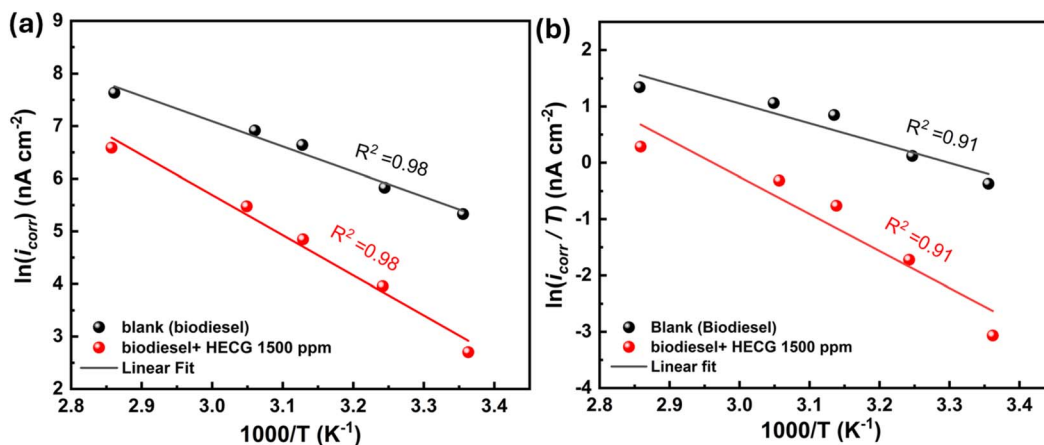 (a)
ln(i_corr) (nA cm⁻²)
9
8
7
6
5
4
3
2
R² =0.98
R² =0.98
blank (biodiesel)
biodiesel+ HECG 1500 ppm
Linear Fit
2.8 2.9 3.0 3.1 3.2 3.3 3.4
1000/T (K⁻¹)
(b)
ln(i_corr / T) (nA cm⁻²)
2
1
0
-1
-2
-3
-4
R² =0.91
R² =0.91
Blank (Biodiesel)
biodiesel+ HECG 1500 ppm
Linear fit
2.8 2.9 3.0 3.1 3.2 3.3 3.4
1000/T (K⁻¹)